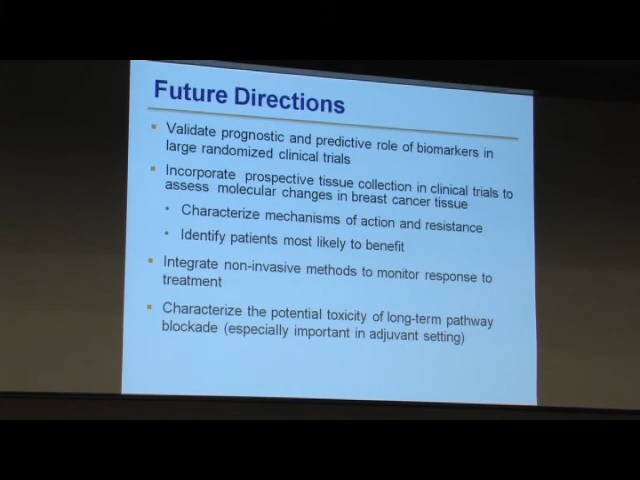 Future Directions
Validate prognostic and predictive role of biomarkers in
large randomized clinical trials
Incorporate prospective tissue collection in clinical trials to
assess molecular changes in breast cancer tissue
Characterize mechanisms of action and resistance
Identify patients most likely to benefit
Integrate non-invasive methods to monitor response to
treatment
Characterize the potential toxicity of long-term pathway
blockade (especially important in adjuvant setting)